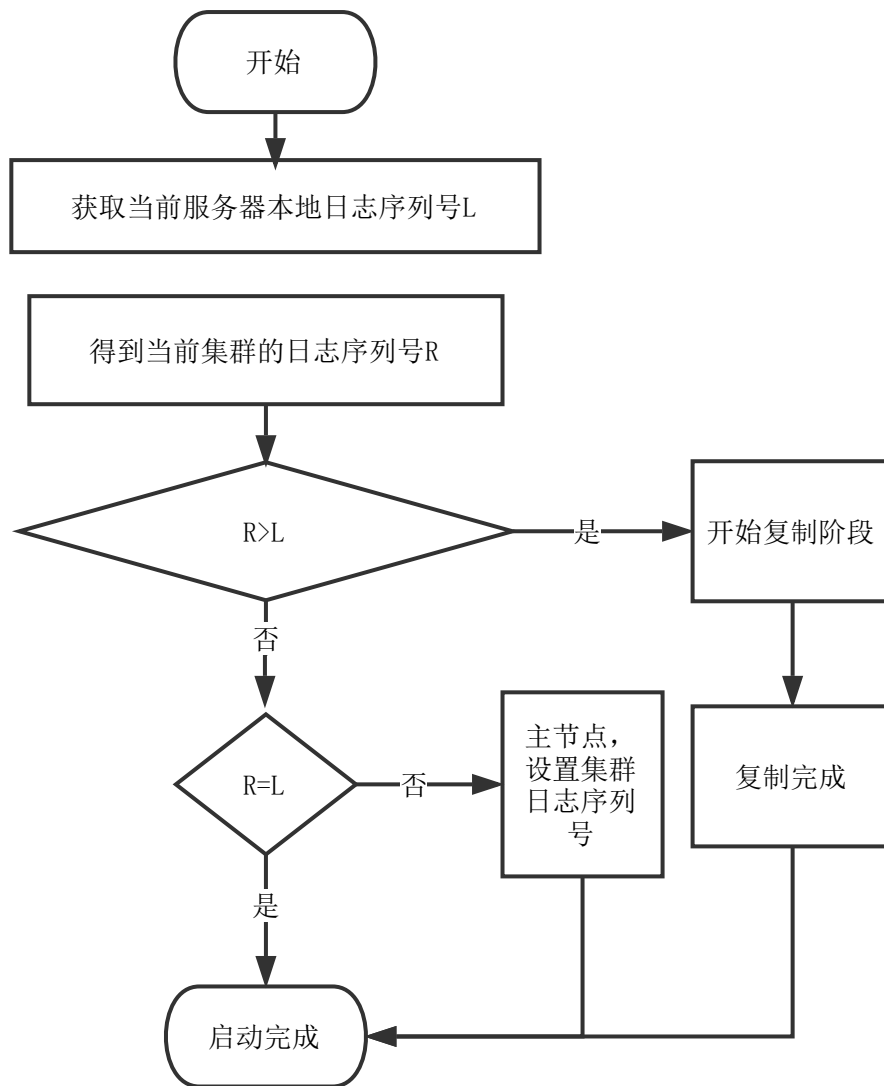 开始
获取当前服务器本地日志序列号L
得到当前集群的日志序列号R
R>L
是
开始复制阶段
否
主节点，
设置集群
日志序列
号
复制完成
R=L
否
是
启动完成